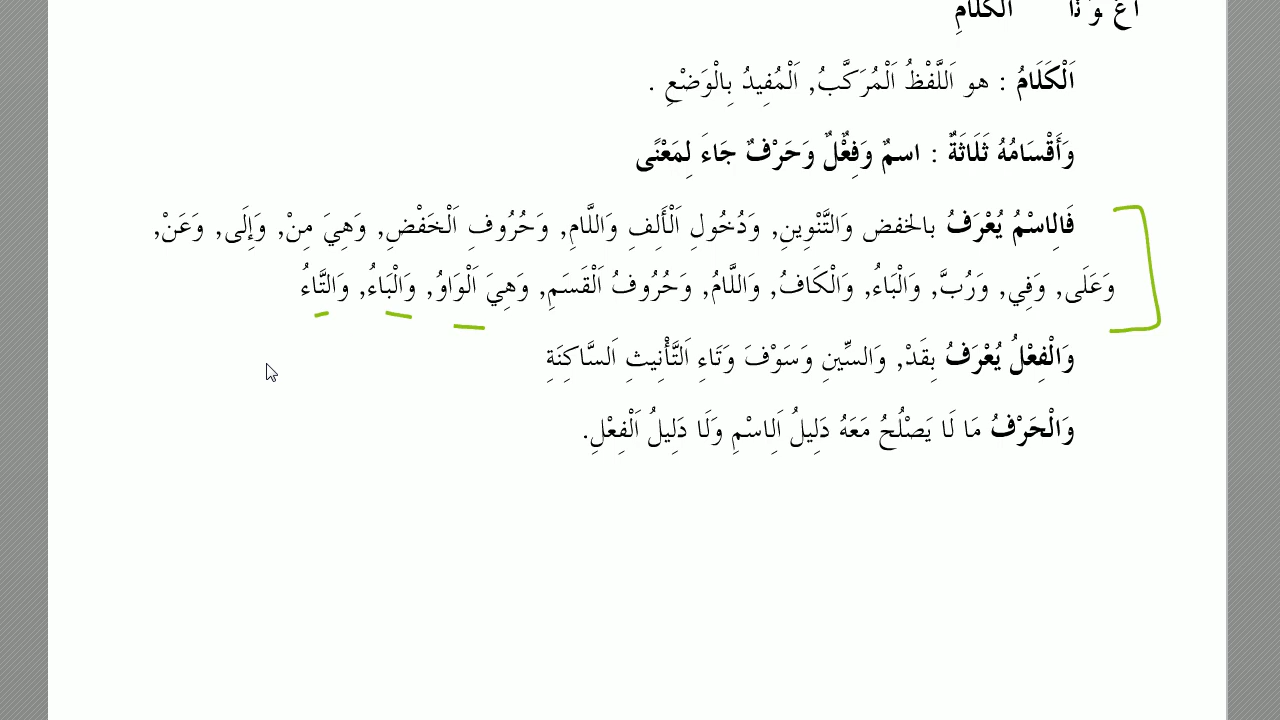 اَلْكَلَامِ
اَلْكَلَامُ : هو اَللَّفْظُ اَلْمُرَكَّبُ, اَلْمُفِيدُ بِالْوَضْعِ .
وَأَقْسَامُهُ ثَلَاثَةٌ : اسمٌ وَفِعْلٌ وَحَرْفٌ جَاءَ لِمَعْنًى
فَالِاسْمُ يُعْرَفُ بالخفض وَالتَّنْوِينِ, وَدُخُولِ اَلْأَلِفِ وَاللَّامِ, وَحُرُوفِ اَلْخَفْضِ, وَهِيَ مِنْ, وَإِلَى, وَعَنْ,
وَعَلَى, وَفِي, وَرُبَّ, وَالْبَاءُ, وَالْكَافُ, وَاللَّامُ, وَحُرُوفُ اَلْقَسَمِ, وَهِيَ اَلْوَاوُ, وَالْبَاءُ, وَالتَّاءُ
وَالْفِعْلُ يُعْرَفُ بِقَدْ, وَالسِّينِ وَسَوْفَ وَتَاءِ اَلتَّأْنِيثِ اَلسَّاكِنَةِ
وَالْحَرْفُ مَا لَا يَصْلُحُ مَعَهُ دَلِيلُ اَلِاسْمِ وَلَا دَلِيلُ اَلْفِعْلِ.